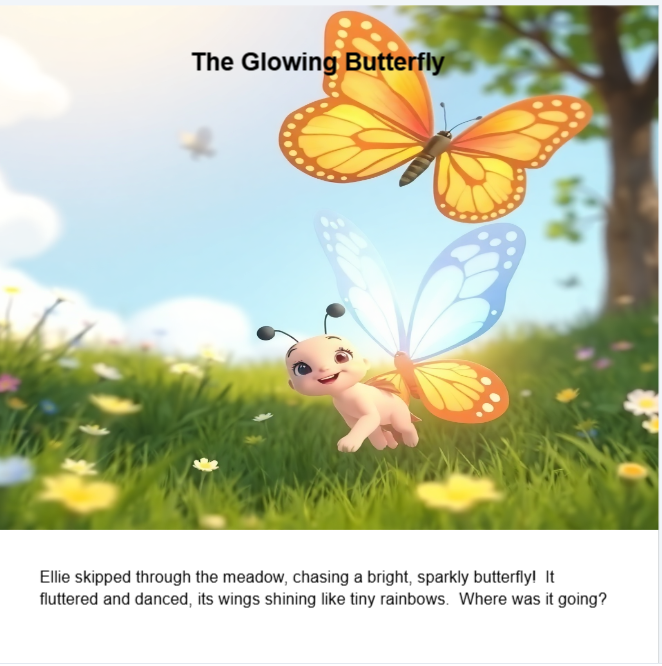 The Glowing Butterfly
Ellie skipped through the meadow, chasing a bright, sparkly butterfly!  It
fluttered and danced, its wings shining like tiny rainbows.  Where was it going?